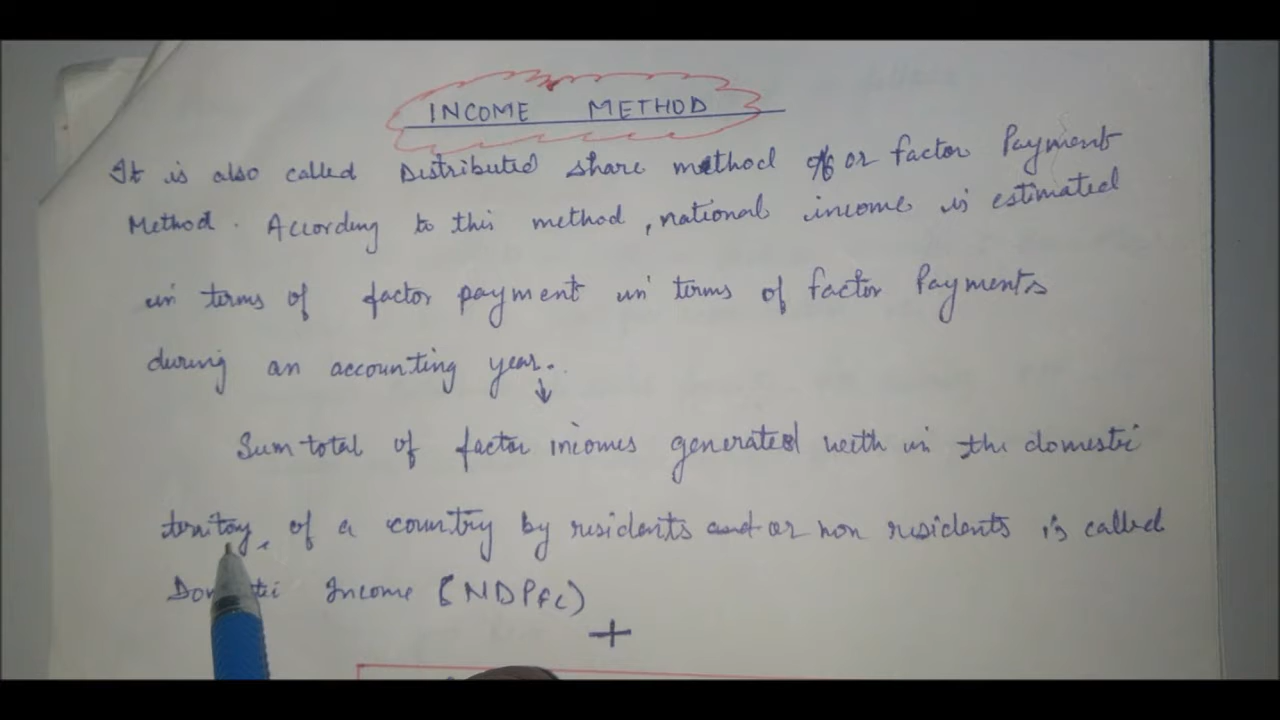 INCOME METHOD
It is also called Distributed share method or factor Payment
Method. According to this method, national income is estimated
in terms of factor payment in terms of factor Payments
during an accounting year.
↓
Sum total of factor incomes generated with in the domestic
territoy, of a country by residents and or non residents is called
Income (NDPFC)
+